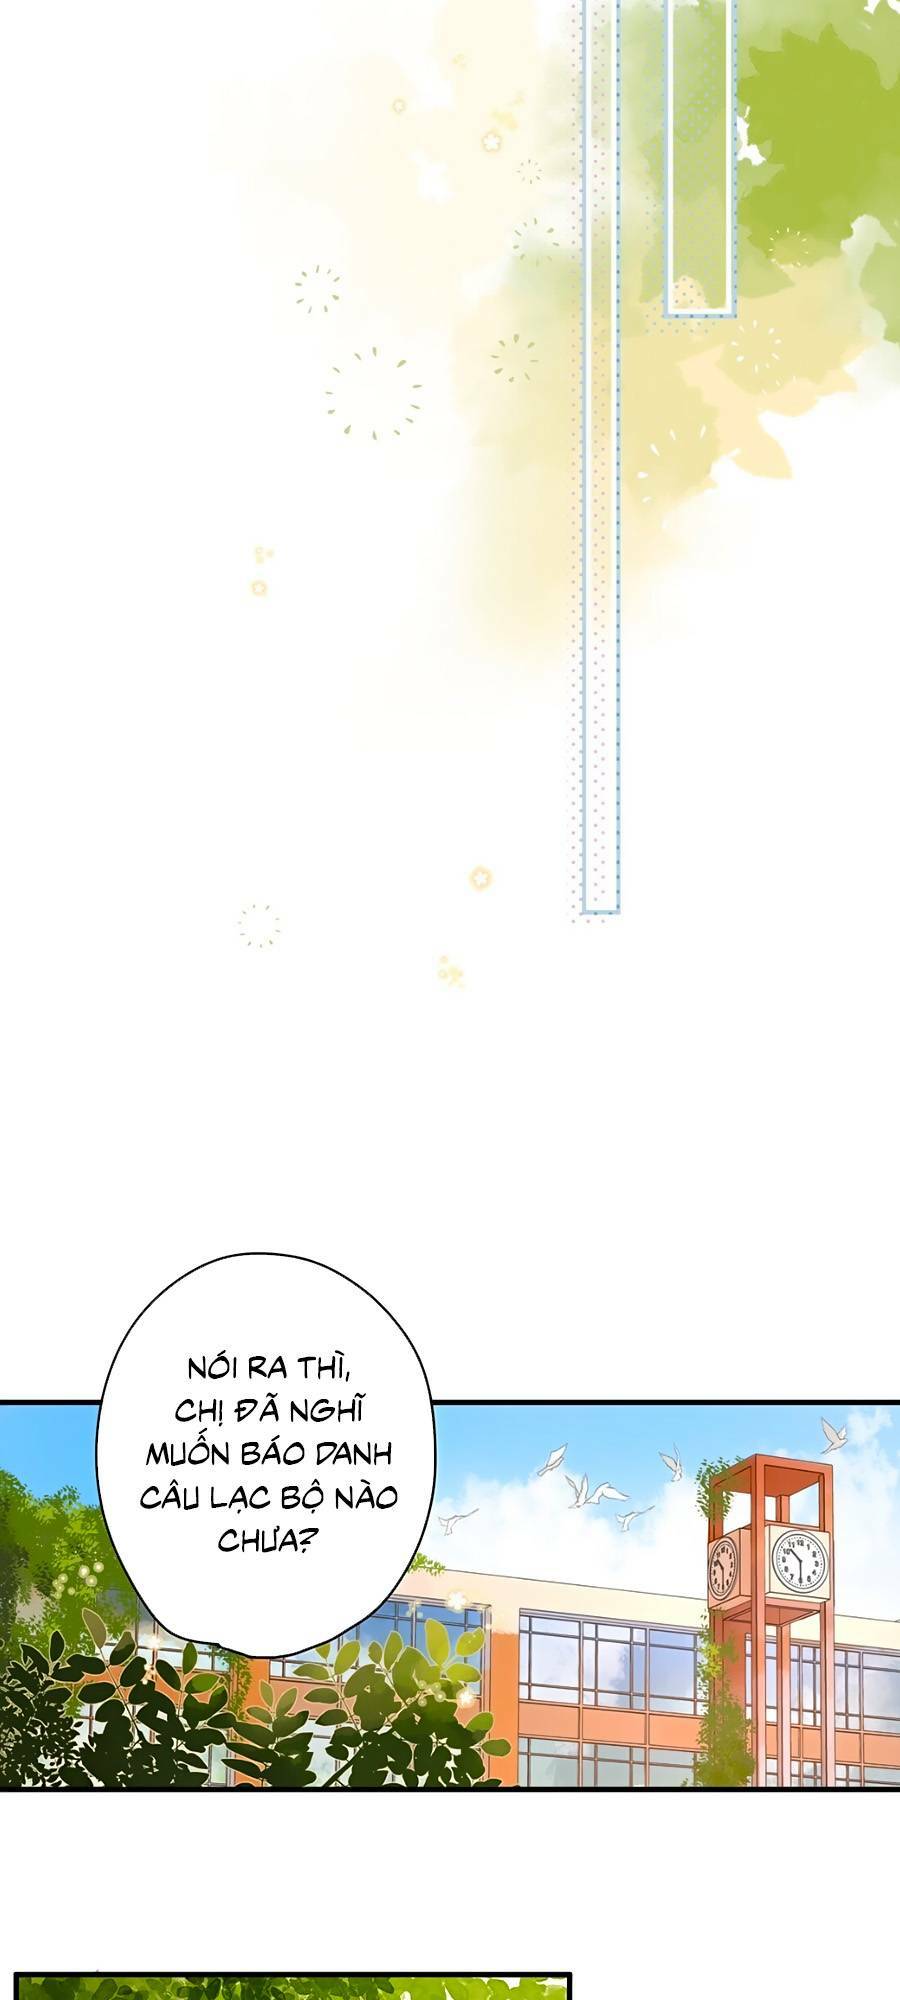 NÓI RA THÌ,
CHỊ ĐÃ NGHĨ
MUỐN BÁO DANH
CÂU LẠC BỘ NÀO
CHƯA?